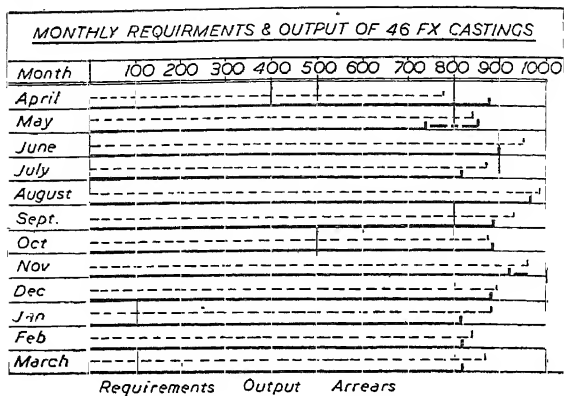 MONTHLY REQUIRMENTS & OUTPUT OF 46 FX CASTINGS
Month 100 200 300 400 500 600 700 800 900 1000
April
May
June
July
August
Sept.
Oct
Nov
Dec
Jan
Feb
March
Requirements Output Arrears